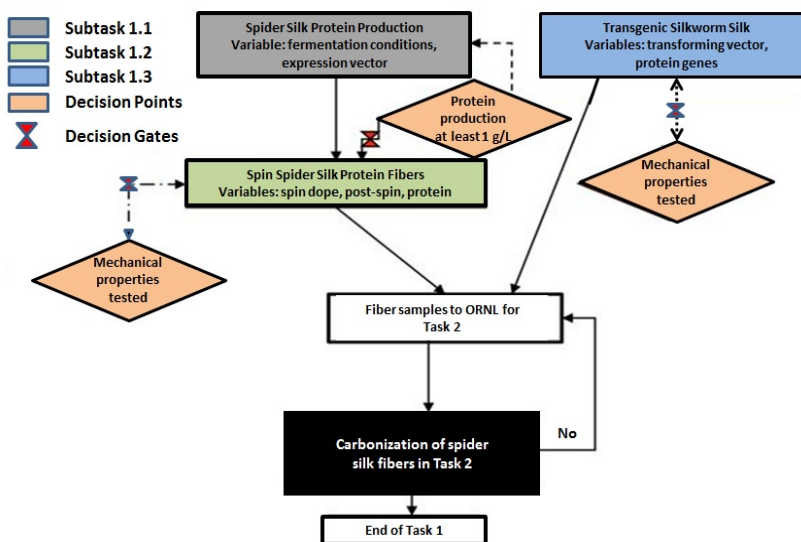 Subtask 1.1
Subtask 1.2
Subtask 1.3
Decision Points
Decision Gates
Spider Silk Protein Production
Variable: fermentation conditions,
expression vector
Transgenic Silkworm Silk
Variables: transforming vector,
protein genes
Protein
production
at least 1 g/L
Spin Spider Silk Protein Fibers
Variables: spin dope, post-spin, protein
Mechanical
properties
tested
Mechanical
properties
tested
Fiber samples to ORNL for
Task 2
Carbonization of spider
silk fibers in Task 2
No
End of Task 1